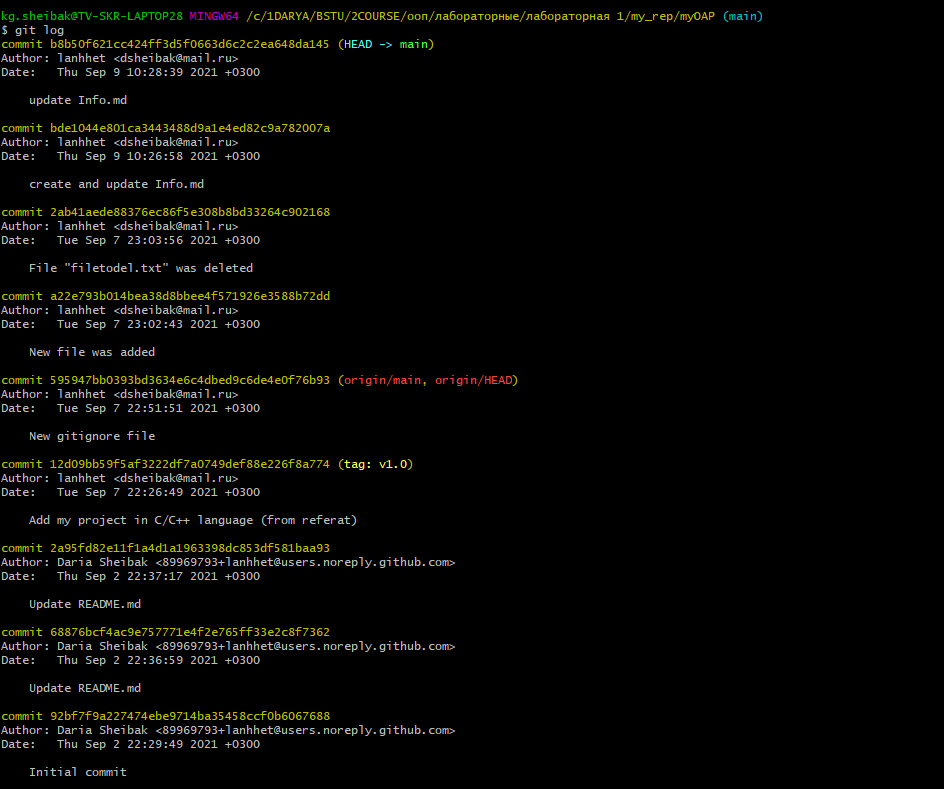 kg.sheibak@TV-SKR-LAPTOP28 MINGW64 /c/1DARYA/BSTU/2COURSE/ооп/лабораторные/лабораторная 1/my_rep/myOAP (main)
$ git log
commit b8b50f621cc424ff3d5f0663d6c2c2ea648da145 (HEAD -> main)
Author: lanhhet <dsheibak@mail.ru>
Date:   Thu Sep 9 10:28:39 2021 +0300
    update Info.md
commit bde1044e801ca3443488d9a1e4ed82c9a782007a
Author: lanhhet <dsheibak@mail.ru>
Date:   Thu Sep 9 10:26:58 2021 +0300
    create and update Info.md
commit 2ab41aede88376ec86f5e308b8bd33264c902168
Author: lanhhet <dsheibak@mail.ru>
Date:   Tue Sep 7 23:03:56 2021 +0300
    File "filetodel.txt" was deleted
commit a22e793b014bea38d8bbee4f571926e3588b72dd
Author: lanhhet <dsheibak@mail.ru>
Date:   Tue Sep 7 23:02:43 2021 +0300
    New file was added
commit 595947bb0393bd3634e6c4dbed9c6de4e0f76b93 (origin/main, origin/HEAD)
Author: lanhhet <dsheibak@mail.ru>
Date:   Tue Sep 7 22:51:51 2021 +0300
    New gitignore file
commit 12d09bb59f5af3222df7a0749def88e226f8a774 (tag: v1.0)
Author: lanhhet <dsheibak@mail.ru>
Date:   Tue Sep 7 22:26:49 2021 +0300
    Add my project in C/C++ language (from referat)
commit 2a95fd82e11f1a4d1a1963398dc853df581baa93
Author: Daria Sheibak <89969793+lanhhet@users.noreply.github.com>
Date:   Thu Sep 2 22:37:17 2021 +0300
    Update README.md
commit 68876bcf4ac9e757771e4f2e765ff33e2c8f7362
Author: Daria Sheibak <89969793+lanhhet@users.noreply.github.com>
Date:   Thu Sep 2 22:36:59 2021 +0300
    Update README.md
commit 92bf7f9a227474ebe9714ba35458ccf0b6067688
Author: Daria Sheibak <89969793+lanhhet@users.noreply.github.com>
Date:   Thu Sep 2 22:29:49 2021 +0300
    Initial commit